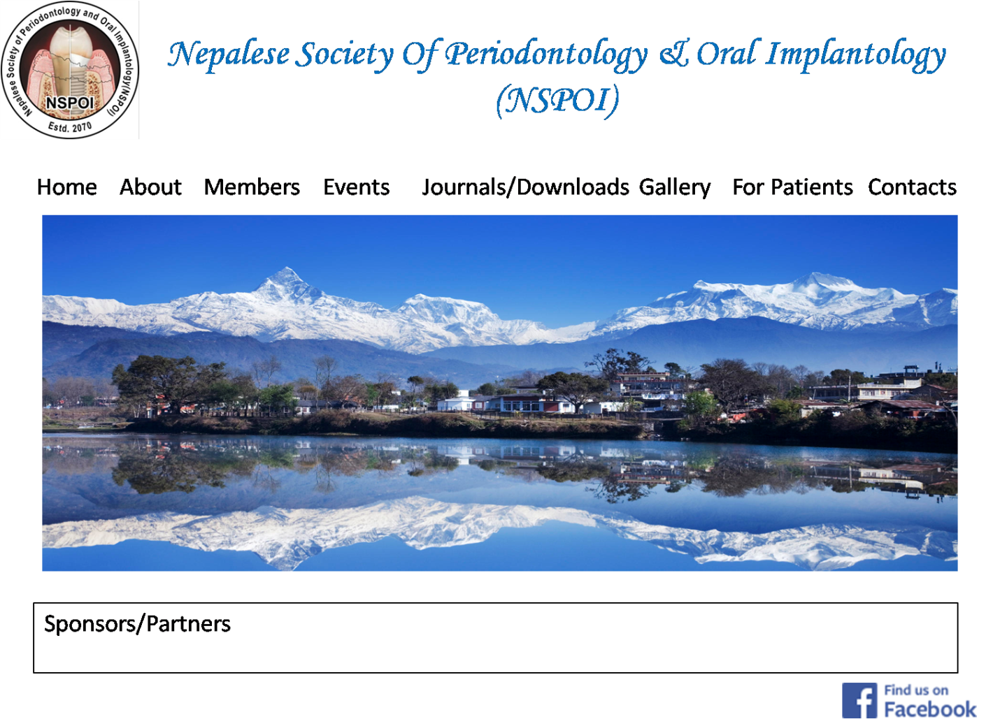 Nepalese Society of Periodontology and Oral Implantology(NSPOI)
NSPOI
Estd. 2070
Nepalese Society Of Periodontology & Oral Implantology
(NSPOI)
Home About Members Events Journals/Downloads Gallery For Patients Contacts
Sponsors/Partners
Find us on
Facebook